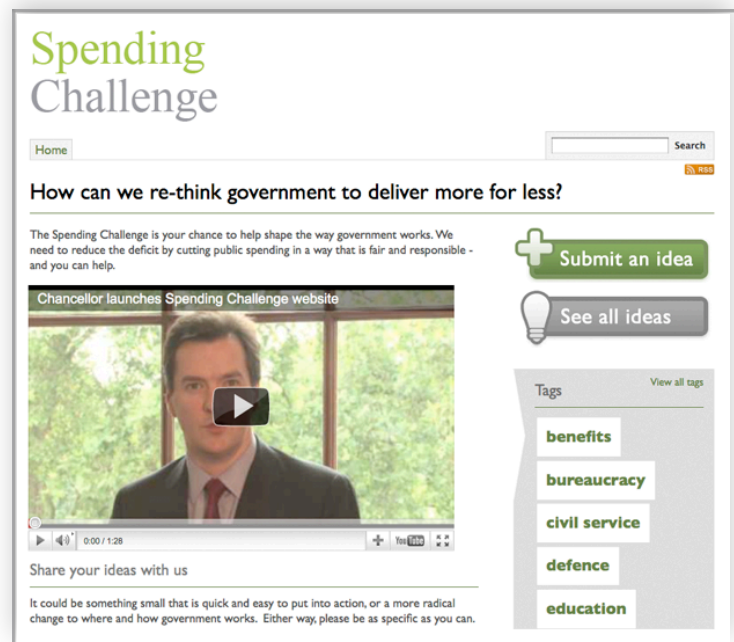 Spending
Challenge
Home
Search
RSS
How can we re-think government to deliver more for less?
The Spending Challenge is your chance to help shape the way government works. We
need to reduce the deficit by cutting public spending in a way that is fair and responsible -
and you can help.
Submit an idea
See all ideas
Chancellor launches Spending Challenge website
Tags
View all tags
benefits
bureaucracy
civil service
defence
education
0:00 / 1:28
YouTube
Share your ideas with us
It could be something small that is quick and easy to put into action, or a more radical
change to where and how government works. Either way, please be as specific as you can.